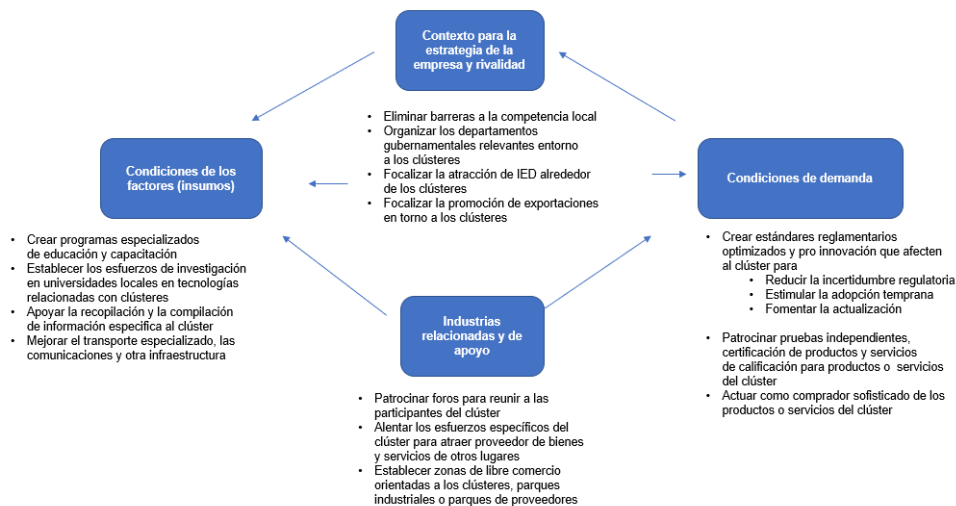 Contexto para la
estrategia de la
empresa y rivalidad
• Eliminar barreras a la competencia local
• Organizar los departamentos
gubernamentales relevantes entorno
a los clústeres
• Focalizar la atracción de IED alrededor
de los clústeres
• Focalizar la promoción de exportaciones
en torno a los clústeres
Condiciones de los
factores (insumos)
• Crear programas especializados
de educación y capacitación
• Establecer los esfuerzos de investigación
en universidades locales en tecnologías
relacionadas con clústeres
• Apoyar la recopilación y la compilación
de información especifica al clúster
• Mejorar el transporte especializado, las
comunicaciones y otra infraestructura
Condiciones de demanda
• Crear estándares reglamentarios
optimizados y pro innovación que afecten
al clúster para
• Reducir la incertidumbre regulatoria
• Estimular la adopción temprana
• Fomentar la actualización
• Patrocinar pruebas independientes,
certificación de productos y servicios
de calificación para productos o servicios
del clúster
• Actuar como comprador sofisticado de los
productos o servicios del clúster
Industrias
relacionadas y de
apoyo
• Patrocinar foros para reunir a las
participantes del clúster
• Alentar los esfuerzos específicos del
clúster para atraer proveedor de bienes
y servicios de otros lugares
• Establecer zonas de libre comercio
orientadas a los clústeres, parques
industriales o parques de proveedores